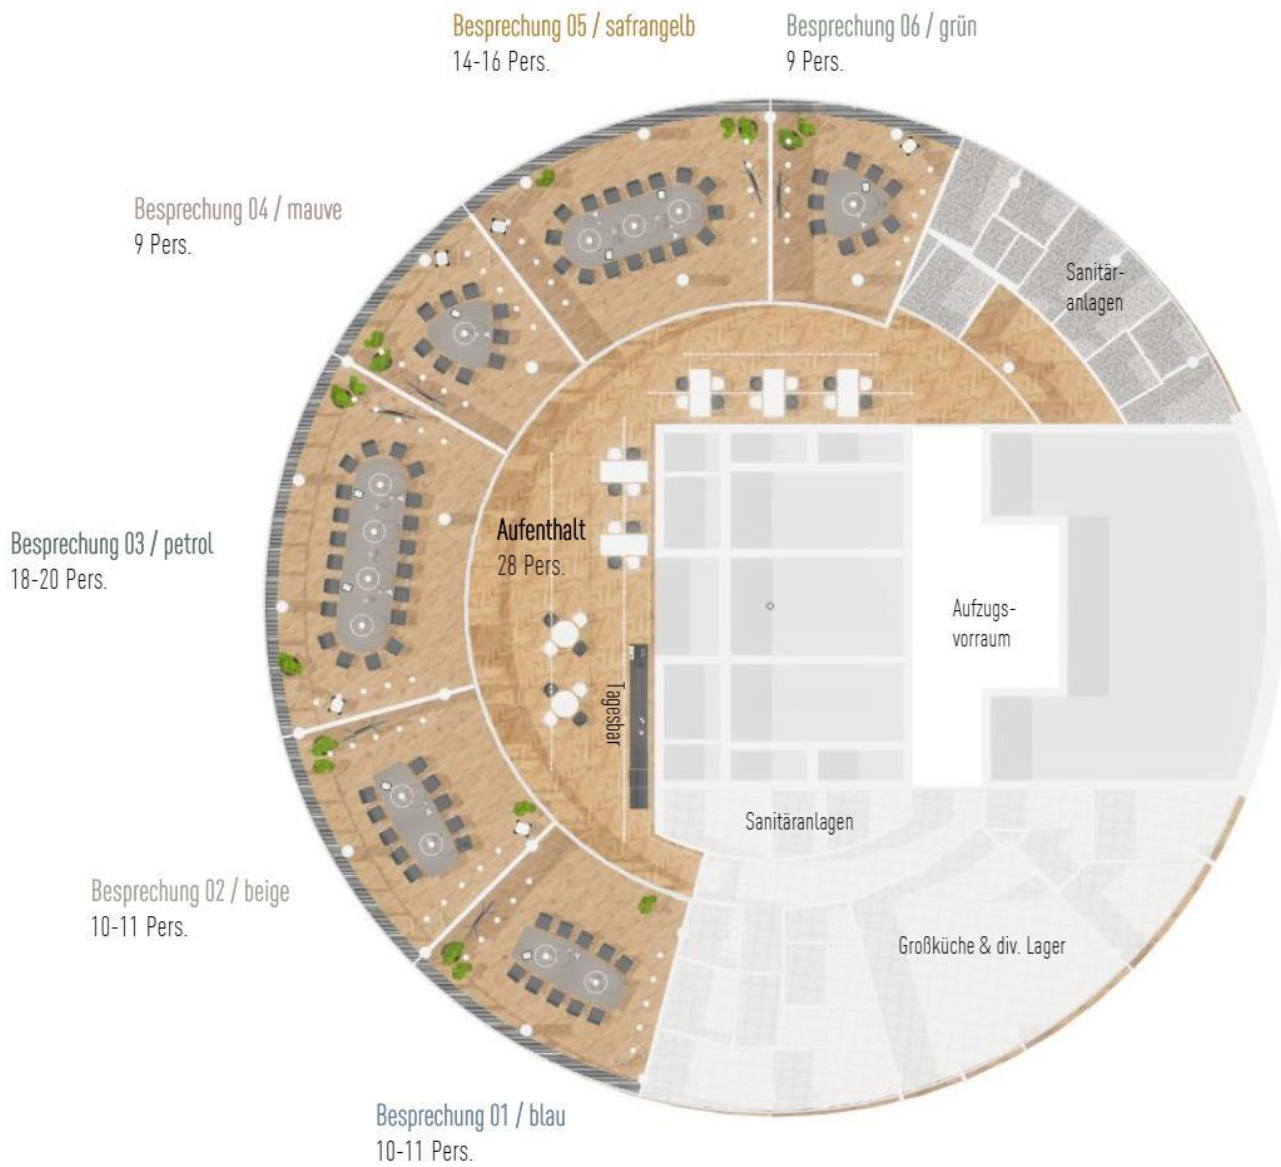 Besprechung 05 / safrangelb
14-16 Pers.
Besprechung 06 / grün
9 Pers.
Besprechung 04 / mauve
9 Pers.
Sanitär-
anlagen
Besprechung 03 / petrol
18-20 Pers.
Aufenthalt
28 Pers.
Aufzugs-
vorraum
Tagesbar
Sanitäranlagen
Besprechung 02 / beige
10-11 Pers.
Großküche & div. Lager
Besprechung 01 / blau
10-11 Pers.